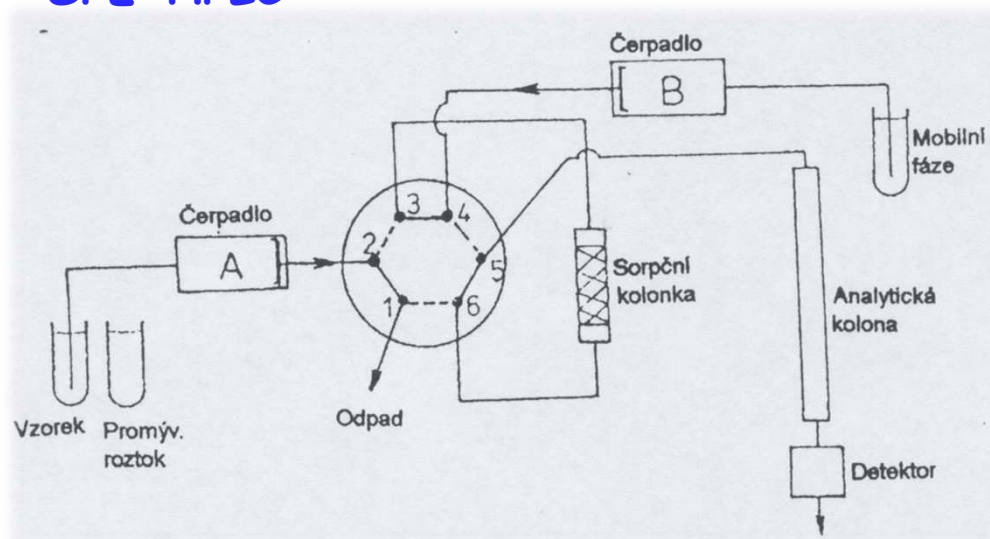 Čerpadlo
B
Mobilní
fáze
Čerpadlo
A
3
4
2
5
1
6
Sorpční
kolonka
Analytická
kolona
Vzorek
Promýv.
roztok
Odpad
Detektor